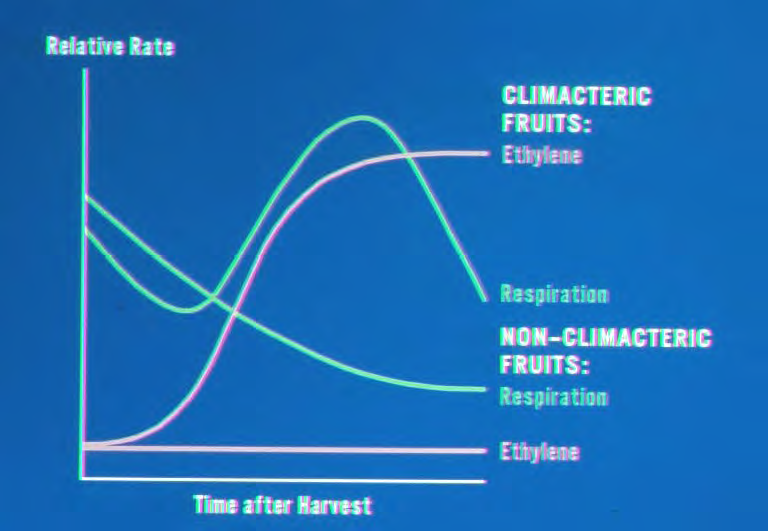 Relative Rate
CLIMACTERIC
FRUITS:
Ethylene
Respiration
NON-CLIMACTERIC
FRUITS:
Respiration
Ethylene
Time after Harvest